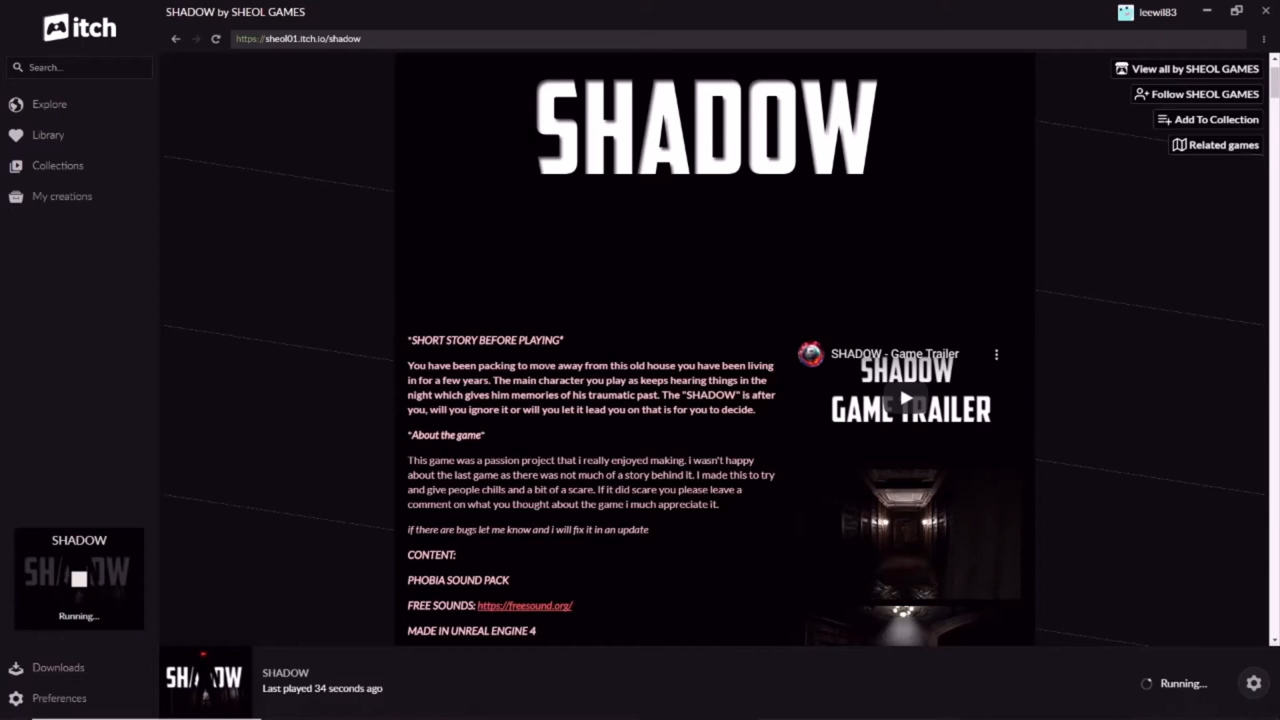 SHADOW by SHEOL GAMES
leewil83
itch
https://sheol01.itch.io/shadow
Search...
Explore
Library
Collections
My creations
View all by SHEOL GAMES
Follow SHEOL GAMES
Add To Collection
Related games
SHADOW
*SHORT STORY BEFORE PLAYING*
You have been packing to move away from this old house you have been living
in for a few years. The main character you play as keeps hearing things in the
night which gives him memories of his traumatic past. The "SHADOW" is after
you, will you ignore it or will you let it lead you on that is for you to decide.
*About the game*
This game was a passion project that i really enjoyed making. i wasn't happy
about the last game as there was not much of a story behind it. I made this to try
and give people chills and a bit of a scare. If it did scare you please leave a
comment on what you thought about the game i much appreciate it.
if there are bugs let me know and i will fix it in an update
CONTENT:
PHOBIA SOUND PACK
FREE SOUNDS: https://freesound.org/
MADE IN UNREAL ENGINE 4
SHADOW - Game Trailer
SHADOW
GAME TRAILER
SHADOW
SHADOW
Running...
Downloads
Preferences
SHADOW
SHADOW
Last played 34 seconds ago
Running...